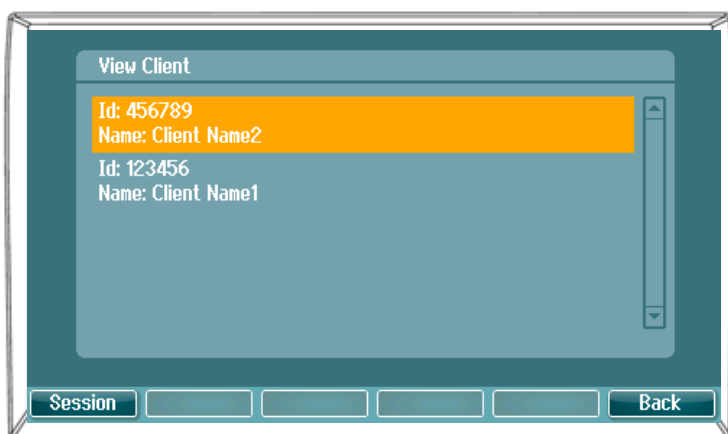 View Client
Id: 456789
Name: Client Name2
Id: 123456
Name: Client Name1
Session
Back